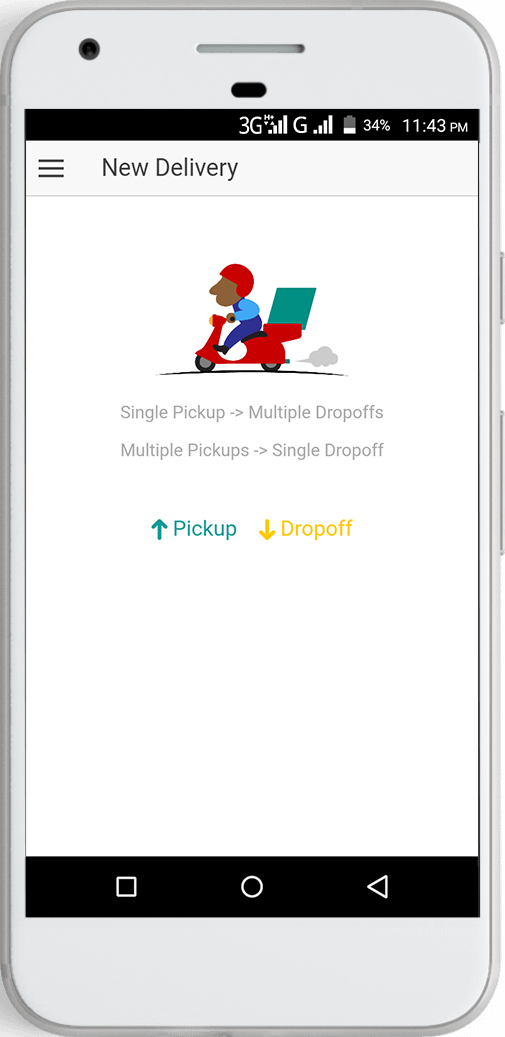 3G H+ G 34% 11:43 PM
New Delivery
Single Pickup -> Multiple Dropoffs
Multiple Pickups -> Single Dropoff
Pickup Dropoff